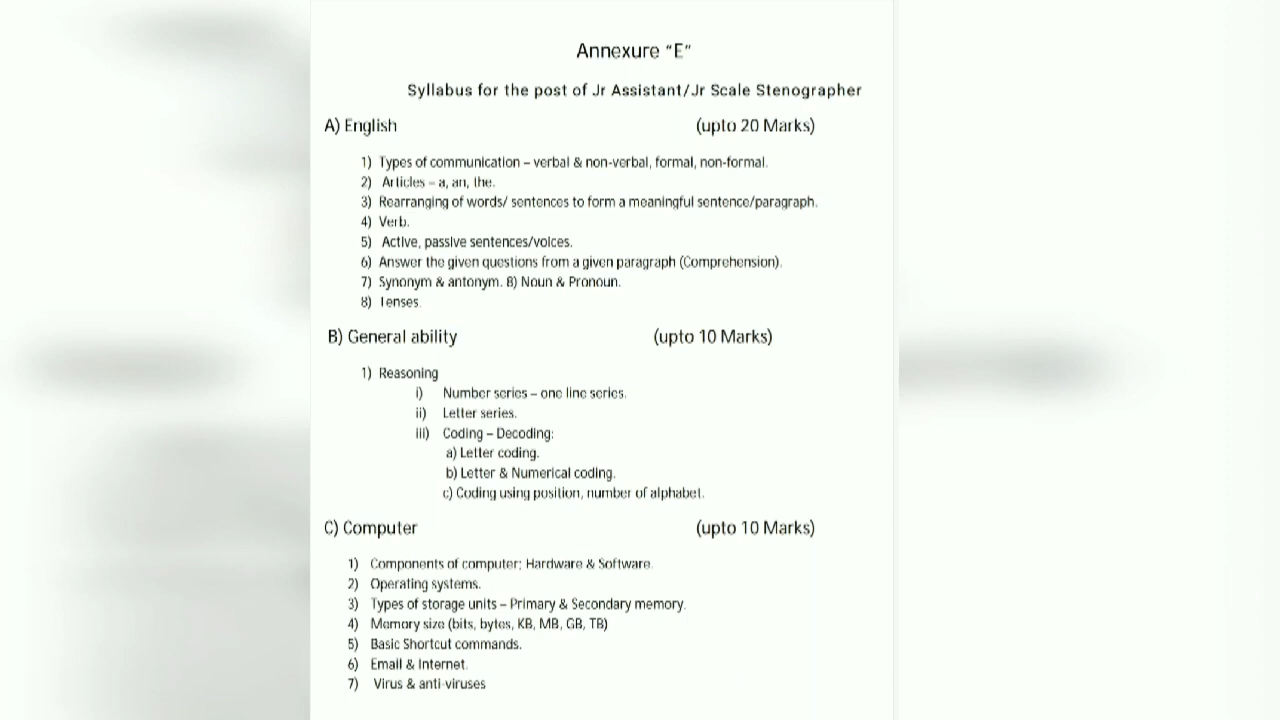 Annexure “E”
Syllabus for the post of Jr Assistant/Jr Scale Stenographer
A) English (upto 20 Marks)
1) Types of communication – verbal & non-verbal, formal, non-formal.
2) Articles – a, an, the.
3) Rearranging of words/ sentences to form a meaningful sentence/paragraph.
4) Verb.
5) Active, passive sentences/voices.
6) Answer the given questions from a given paragraph (Comprehension).
7) Synonym & antonym. 8) Noun & Pronoun.
8) Tenses.
B) General ability (upto 10 Marks)
1) Reasoning
i) Number series – one line series.
ii) Letter series.
iii) Coding – Decoding:
a) Letter coding.
b) Letter & Numerical coding.
c) Coding using position, number of alphabet.
C) Computer (upto 10 Marks)
1) Components of computer: Hardware & Software.
2) Operating systems.
3) Types of storage units – Primary & Secondary memory.
4) Memory size (bits, bytes, KB, MB, GB, TB)
5) Basic Shortcut commands.
6) Email & Internet.
7) Virus & anti-viruses